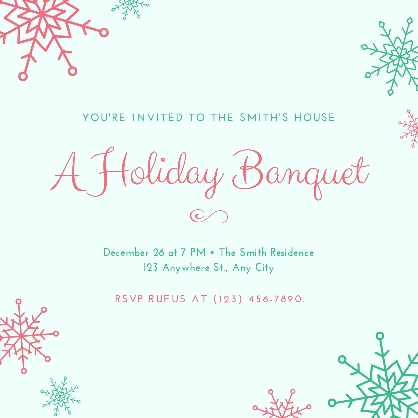 YOU'RE INVITED TO THE SMITH'S HOUSE
A Holiday Banquet
December 26 at 7 PM • The Smith Residence
123 Anywhere St., Any City
RSVP RUFUS AT (123) 456-7890.